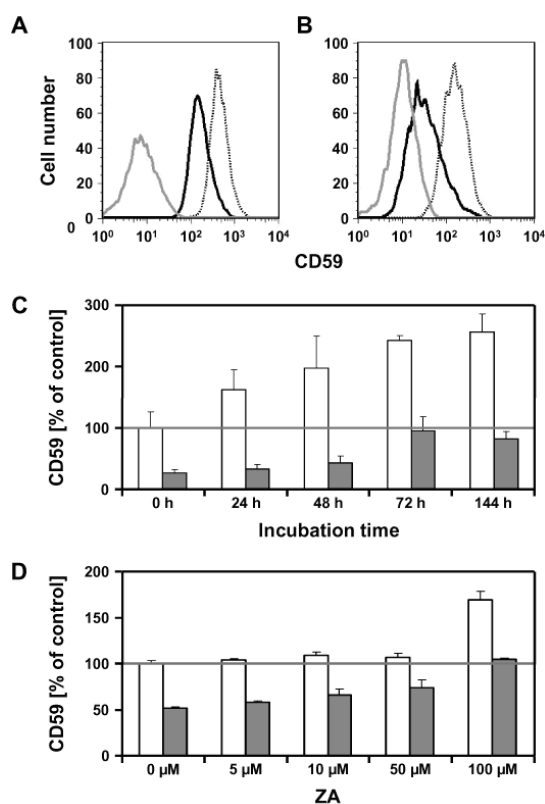 A
B
100
80
60
40
20
0
0
Cell number
10⁰ 10¹ 10² 10³ 10⁴
100
80
60
40
20
0
10⁰ 10¹ 10² 10³ 10⁴
CD59
C
CD59 [% of control]
300
200
100
0
0 h 24 h 48 h 72 h 144 h
Incubation time
D
CD59 [% of control]
200
150
100
50
0
0 µM 5 µM 10 µM 50 µM 100 µM
ZA